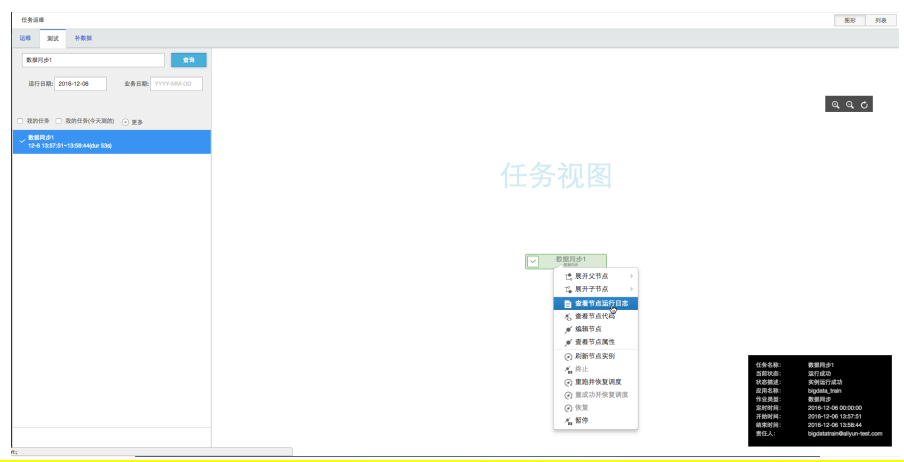 任务运维
图形 列表
运维 测试 补数据
数据同步1 查询
运行日期: 2016-12-06 业务日期: YYYY-MM-DD
我的任务 我的任务(今天测的) 更多
数据同步1
12-6 13:57:51~13:58:44(dur 53s)
任务视图
数据同步1
数据同步
展开父节点
展开子节点
查看节点运行日志
查看节点代码
编辑节点
查看节点属性
刷新节点实例
终止
重跑并恢复调度
置成功并恢复调度
恢复
暂停
任务名称: 数据同步1
当前状态: 运行成功
状态描述: 实例运行成功
应用名称: bigdata_train
作业类型: 数据同步
定时时间: 2016-12-06 00:00:00
开始时间: 2016-12-06 13:57:51
结束时间: 2016-12-06 13:58:44
责任人: bigdatatrain@aliyun-test.com